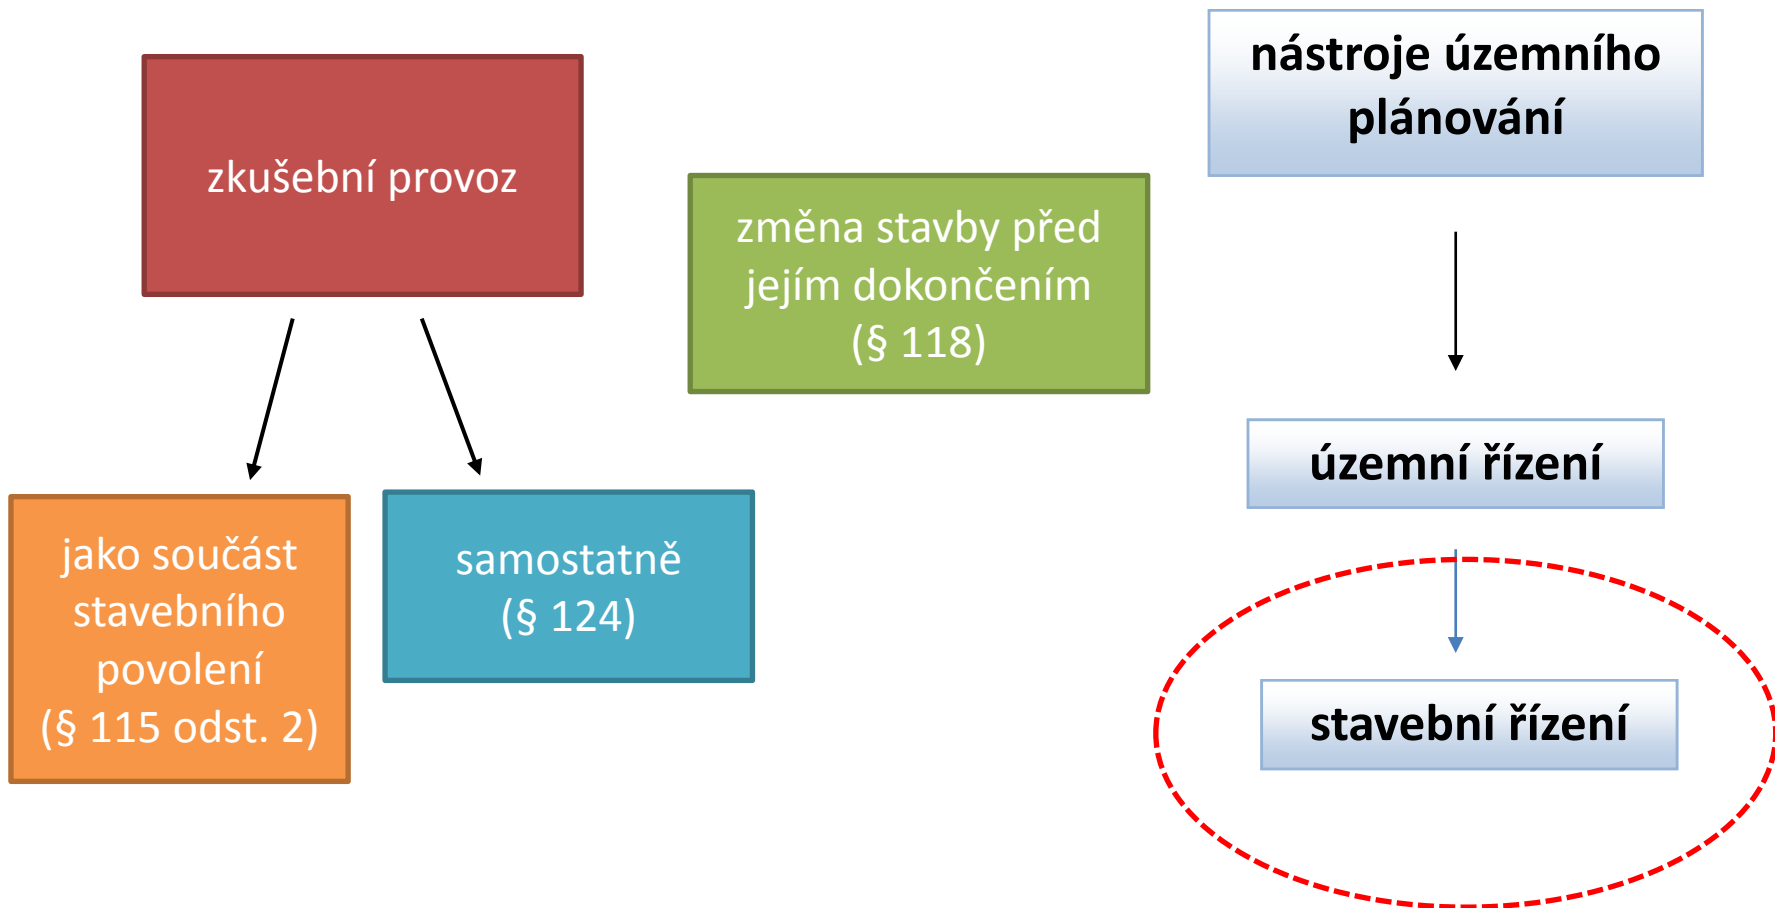 zkušební provoz
jako součást
stavebního
povolení
(§ 115 odst. 2)
samostatně
(§ 124)
změna stavby před
jejím dokončením
(§ 118)
nástroje územního
plánování
územní řízení
stavební řízení